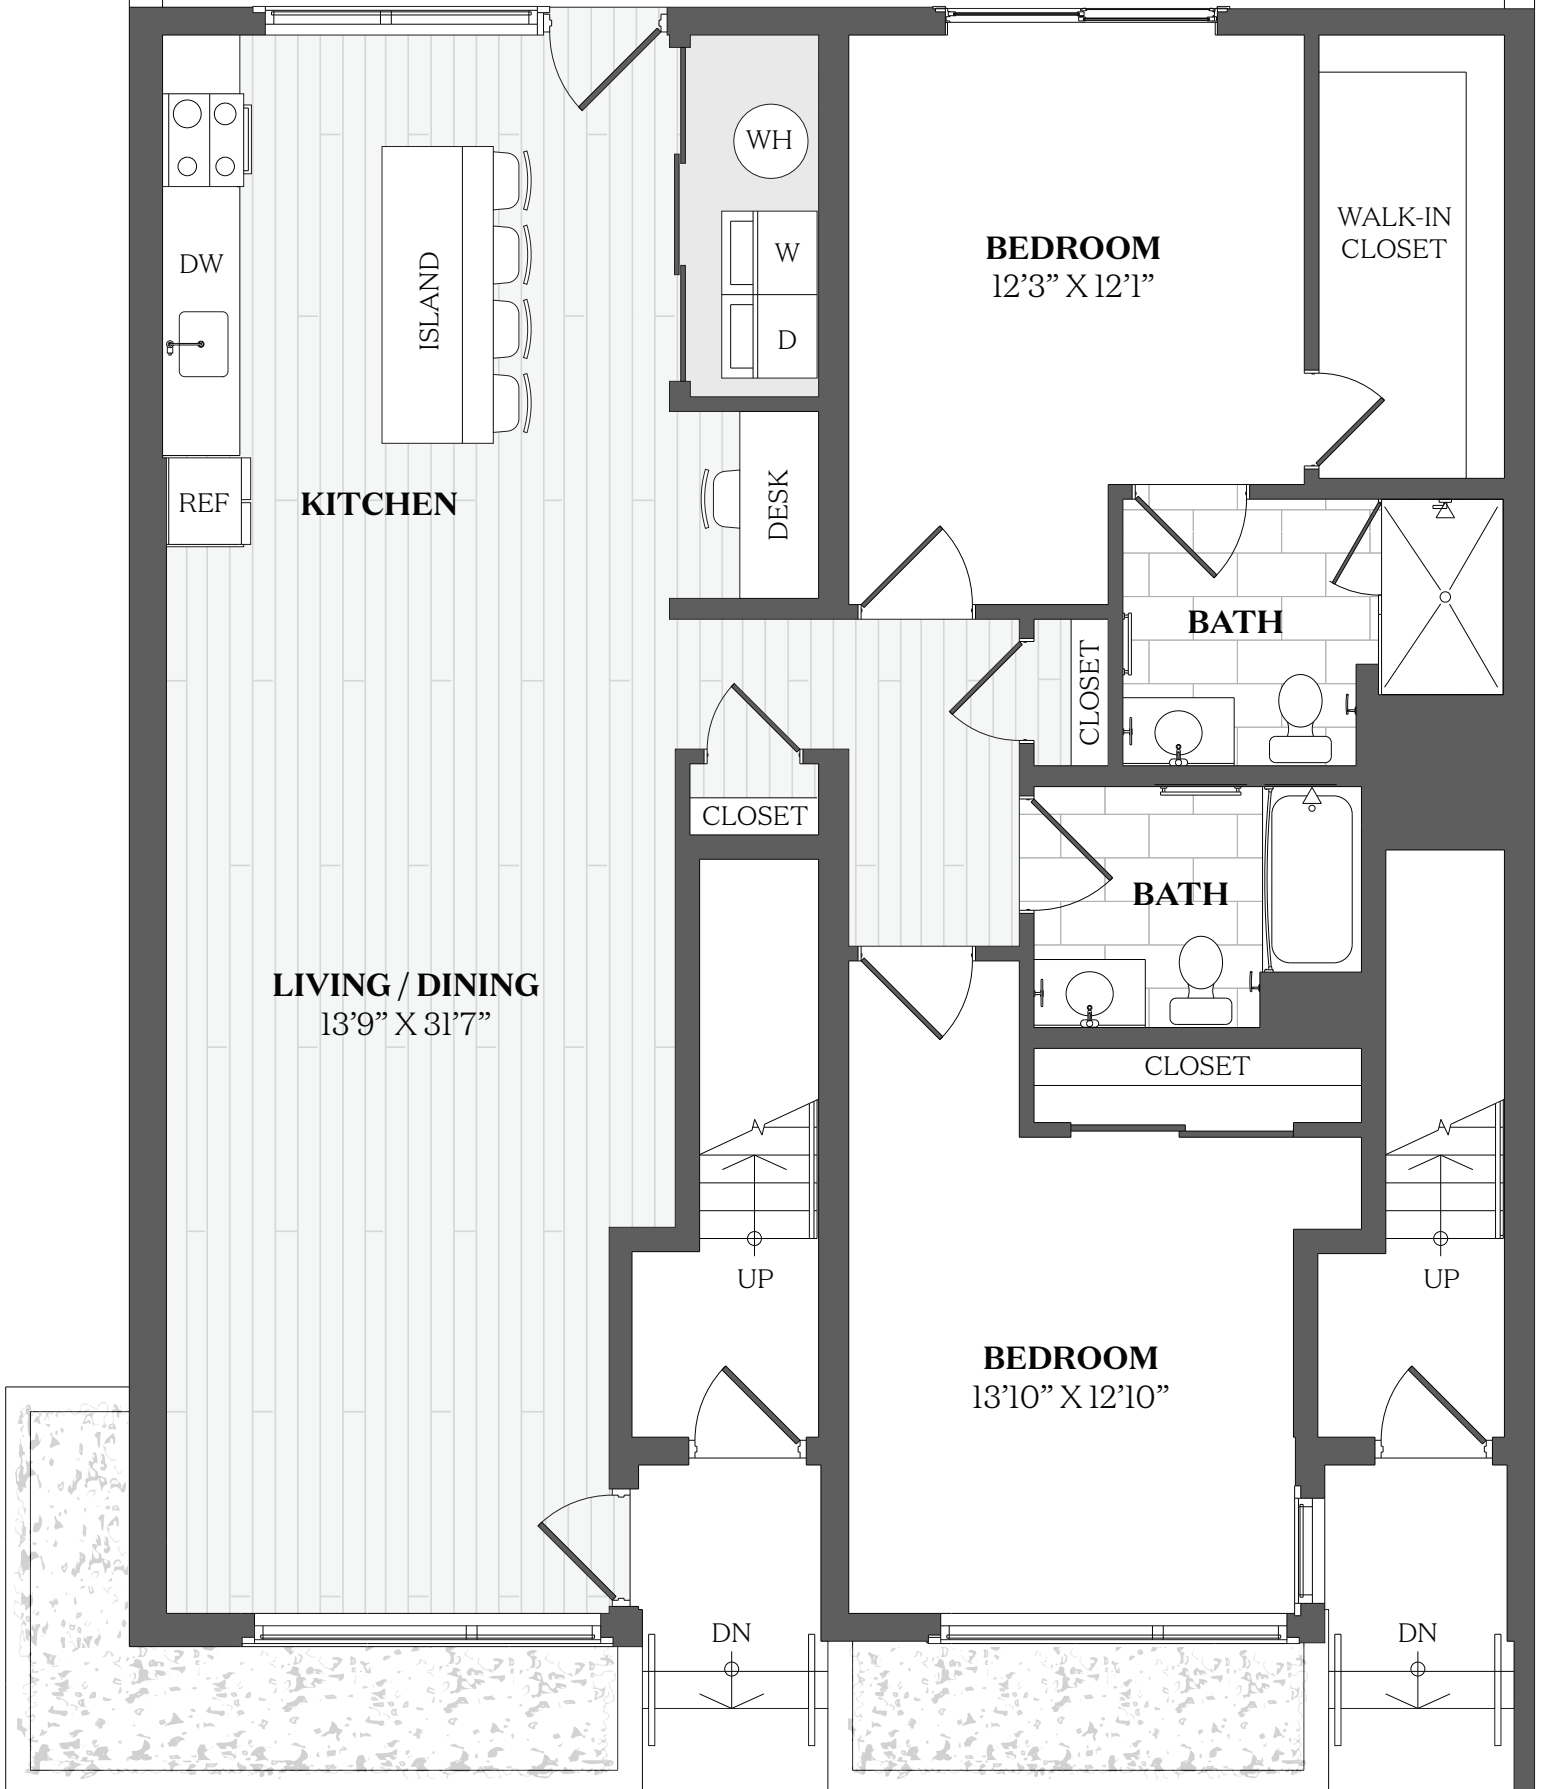 WH
W
D
DW
ISLAND
REF
KITCHEN
DESK
BEDROOM
12’3” X 12’1”
WALK-IN
CLOSET
BATH
CLOSET
CLOSET
BATH
LIVING / DINING
13’9” X 31’7”
CLOSET
UP
UP
BEDROOM
13’10” X 12’10”
DN
DN